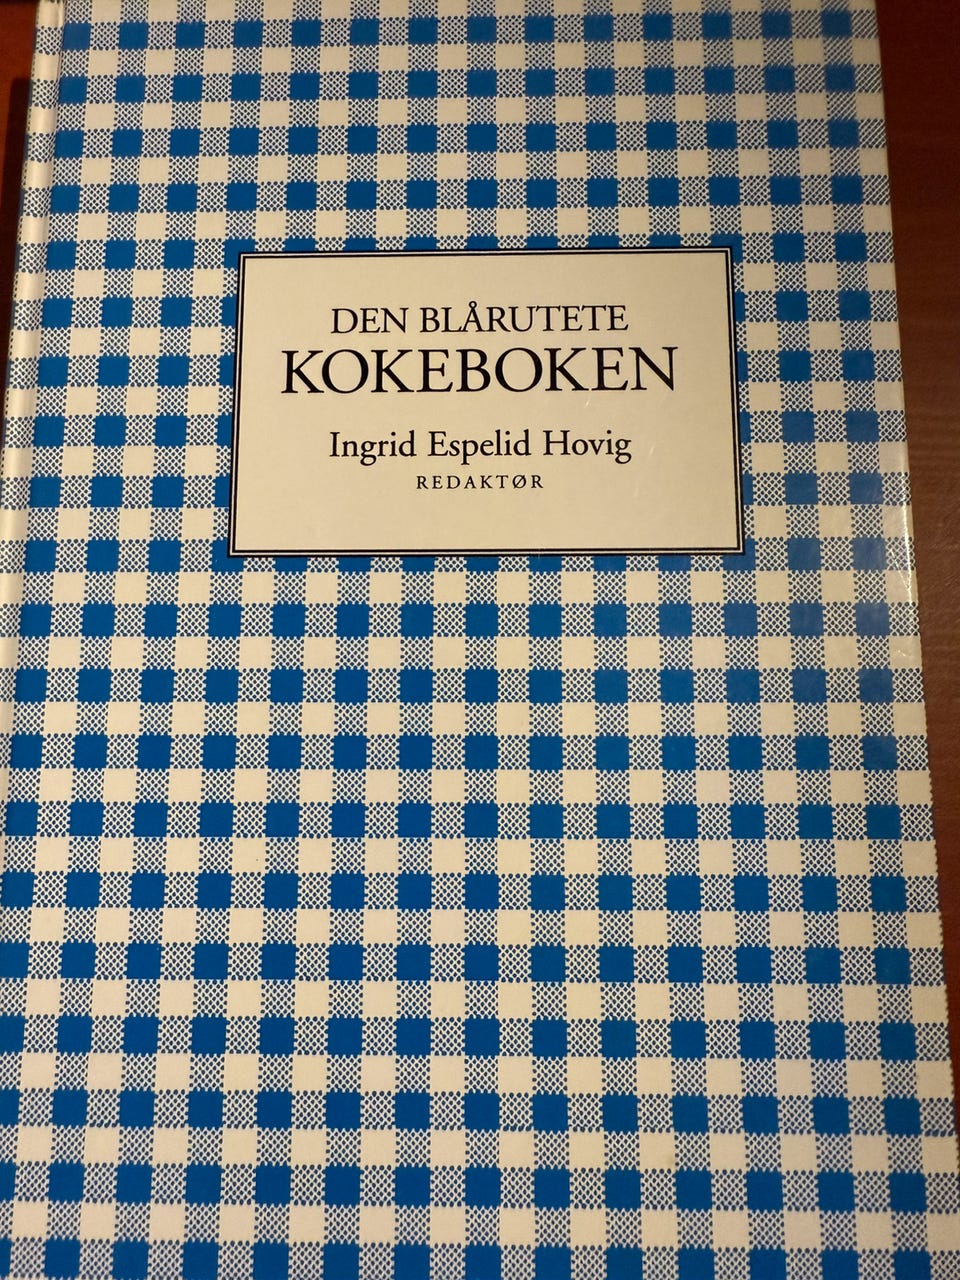 DEN BLÅRUTETE
KOKEBOKEN
Ingrid Espelid Hovig
REDAKTØR